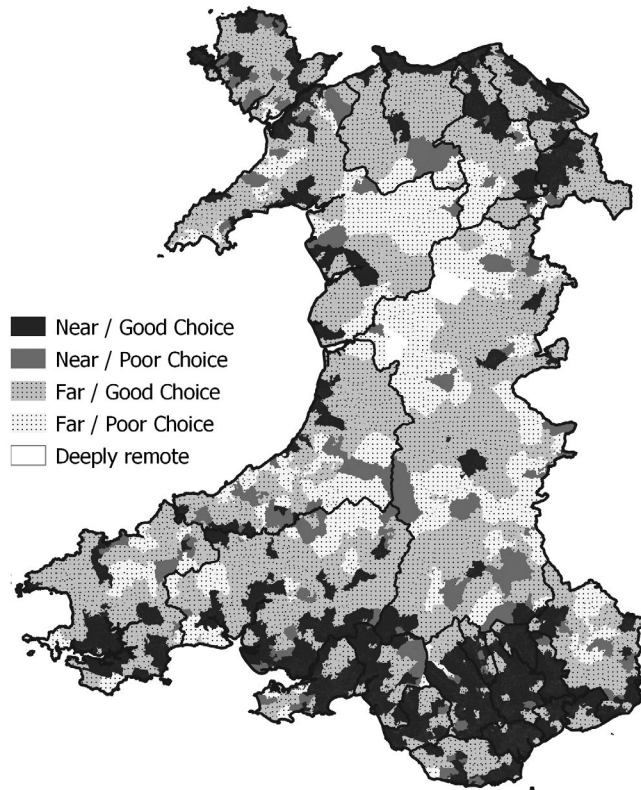 Near / Good Choice
Near / Poor Choice
Far / Good Choice
Far / Poor Choice
Deeply remote